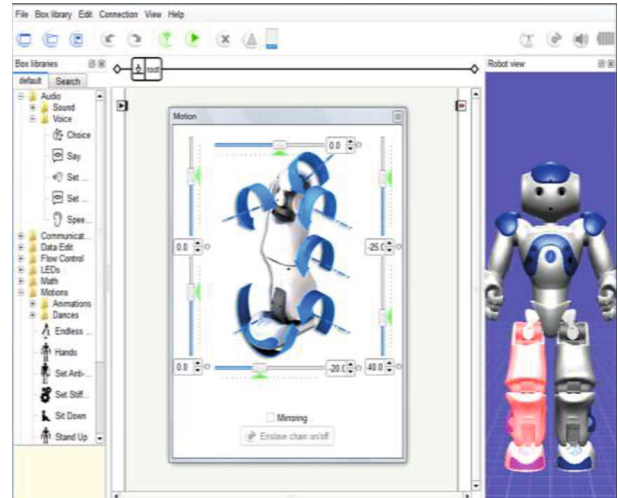 File Box library Edit Connection View Help
Box libraries
default Search
root
Robot view
Audio
Sound
Voice
Choice
Say
Set ...
Set ...
Spee...
Communicat...
Data Edit
Flow Control
LEDs
Math
Motions
Animations
Dances
Endless ...
Hands
Set Anti-...
Set Stiff...
Sit Down
Stand Up
Motion
0.0
0.0 -25.0
0.0 -20.0 40.0
Mirroring
Enslave chain on/off